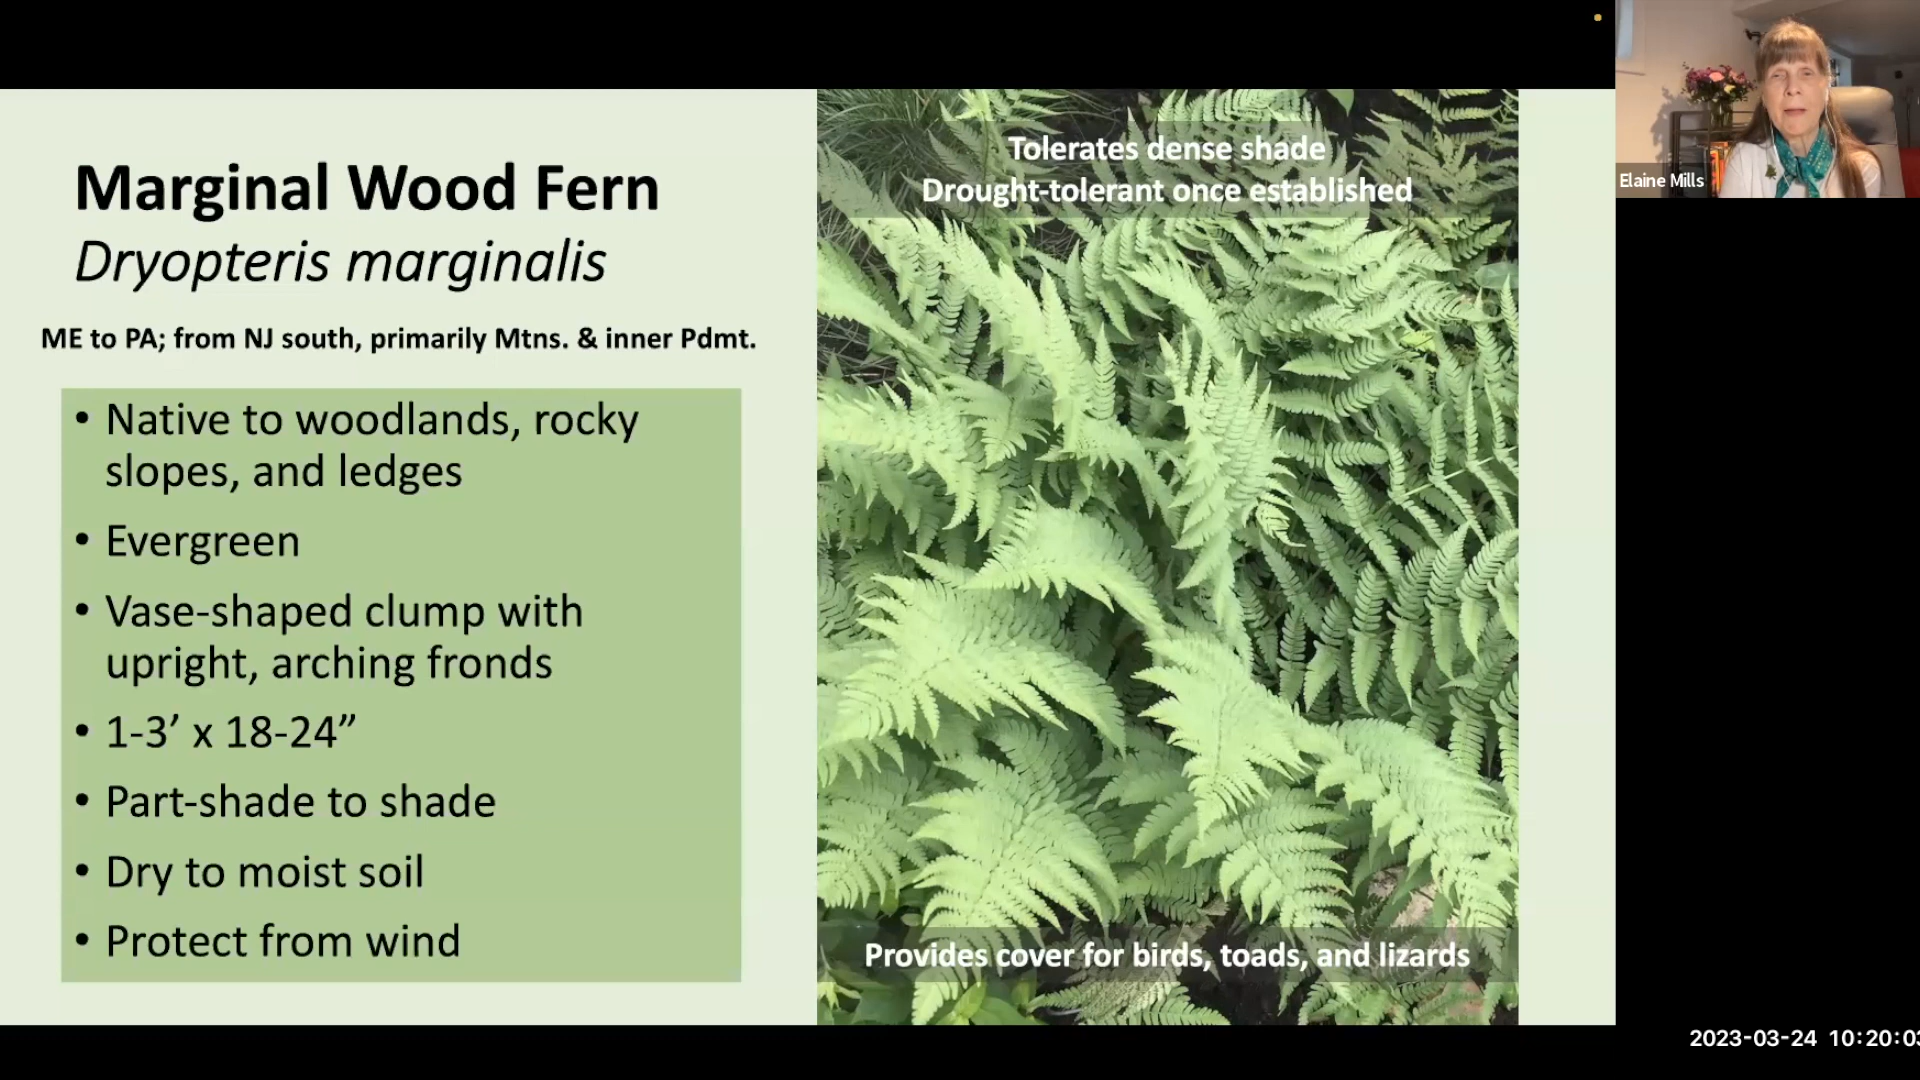 Marginal Wood Fern
Dryopteris marginalis
ME to PA; from NJ south, primarily Mtns. & inner Pdmt.
• Native to woodlands, rocky
slopes, and ledges
• Evergreen
• Vase-shaped clump with
upright, arching fronds
• 1-3’ x 18-24”
• Part-shade to shade
• Dry to moist soil
• Protect from wind
Tolerates dense shade
Drought-tolerant once established
Provides cover for birds, toads, and lizards
Elaine Mills
2023-03-24 10:20:03